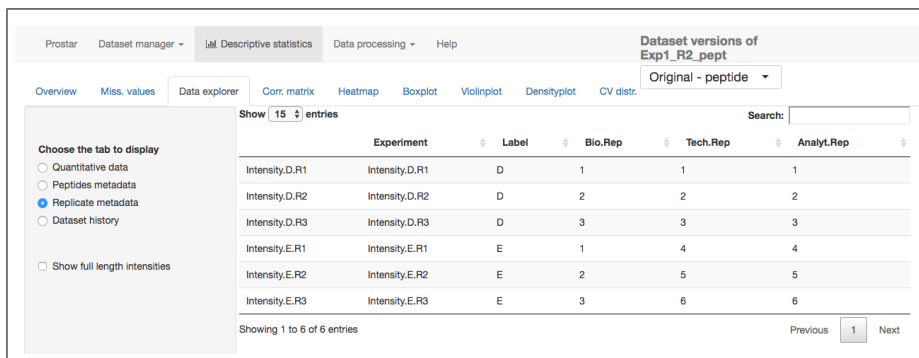 Prostar Dataset manager Descriptive statistics Data processing Help
Dataset versions of
Exp1_R2_pept
Original - peptide
Overview Miss. values Data explorer Corr. matrix Heatmap Boxplot Violinplot Densityplot CV distr.
Show 15 entries Search:
Choose the tab to display
Quantitative data
Peptides metadata
Replicate metadata
Dataset history
Show full length intensities
Experiment Label Bio.Rep Tech.Rep Analyt.Rep
Intensity.D.R1 Intensity.D.R1 D 1 1 1
Intensity.D.R2 Intensity.D.R2 D 2 2 2
Intensity.D.R3 Intensity.D.R3 D 3 3 3
Intensity.E.R1 Intensity.E.R1 E 1 4 4
Intensity.E.R2 Intensity.E.R2 E 2 5 5
Intensity.E.R3 Intensity.E.R3 E 3 6 6
Showing 1 to 6 of 6 entries Previous 1 Next